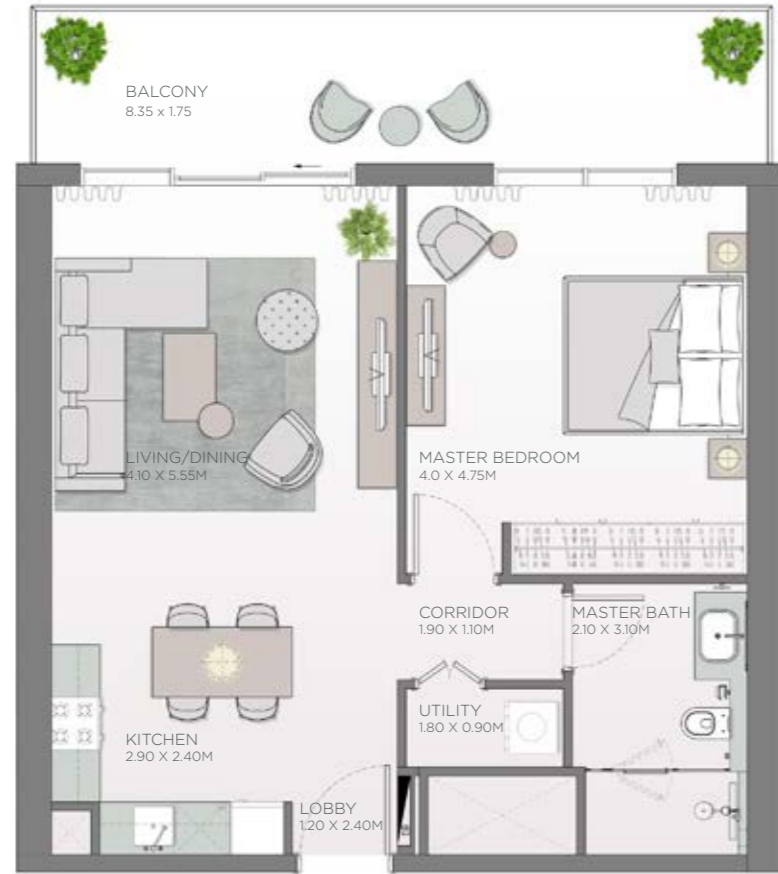 BALCONY
8.35 x 1.75
LIVING/DINING
4.10 X 5.55M
MASTER BEDROOM
4.0 X 4.75M
CORRIDOR
1.90 X 1.10M
MASTER BATH
2.10 X 3.10M
UTILITY
1.80 X 0.90M
KITCHEN
2.90 X 2.40M
LOBBY
1.20 X 2.40M